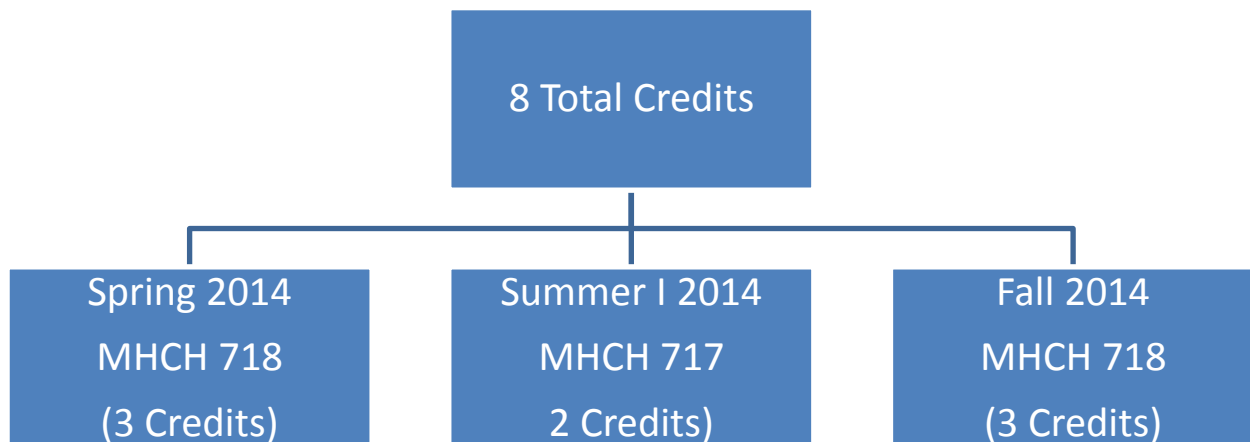 8 Total Credits
Spring 2014
MHCH 718
(3 Credits)
Summer I 2014
MHCH 717
2 Credits)
Fall 2014
MHCH 718
(3 Credits)